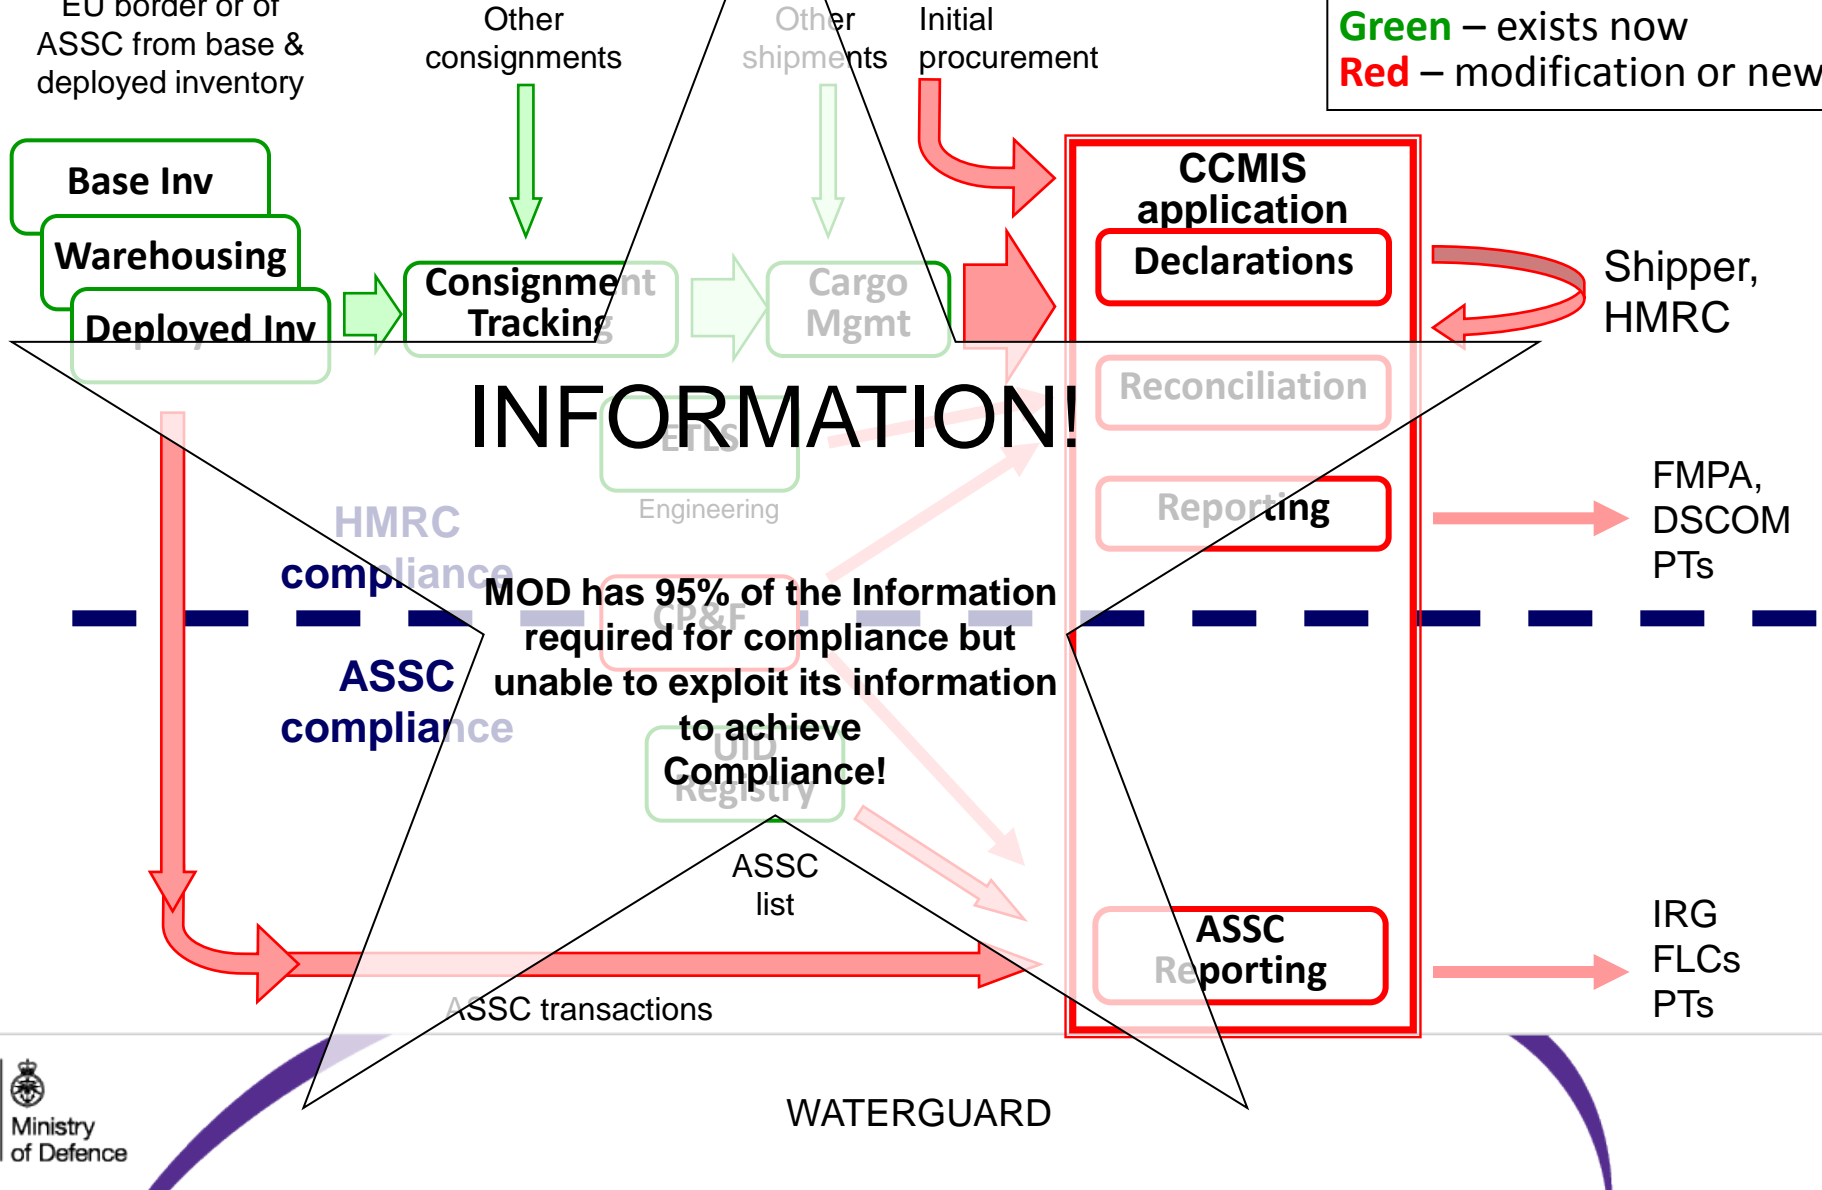 EU border or of
ASSC from base &
deployed inventory
Other
consignments
Other
shipments
Initial
procurement
Green – exists now
Red – modification or new
Base Inv
Warehousing
Deployed Inv
Consignment
Tracking
Cargo
Mgmt
CCMIS
application
Declarations
Shipper,
HMRC
Reconciliation
INFORMATION!
ETLS
Engineering
Reporting
FMPA,
DSCOM
PTs
HMRC
compliance
MOD has 95% of the Information
required for compliance but
unable to exploit its information
to achieve
Compliance!
CP&F
ASSC
compliance
UID
Registry
ASSC
list
ASSC
Reporting
IRG
FLCs
PTs
ASSC transactions
Ministry
of Defence
WATERGUARD